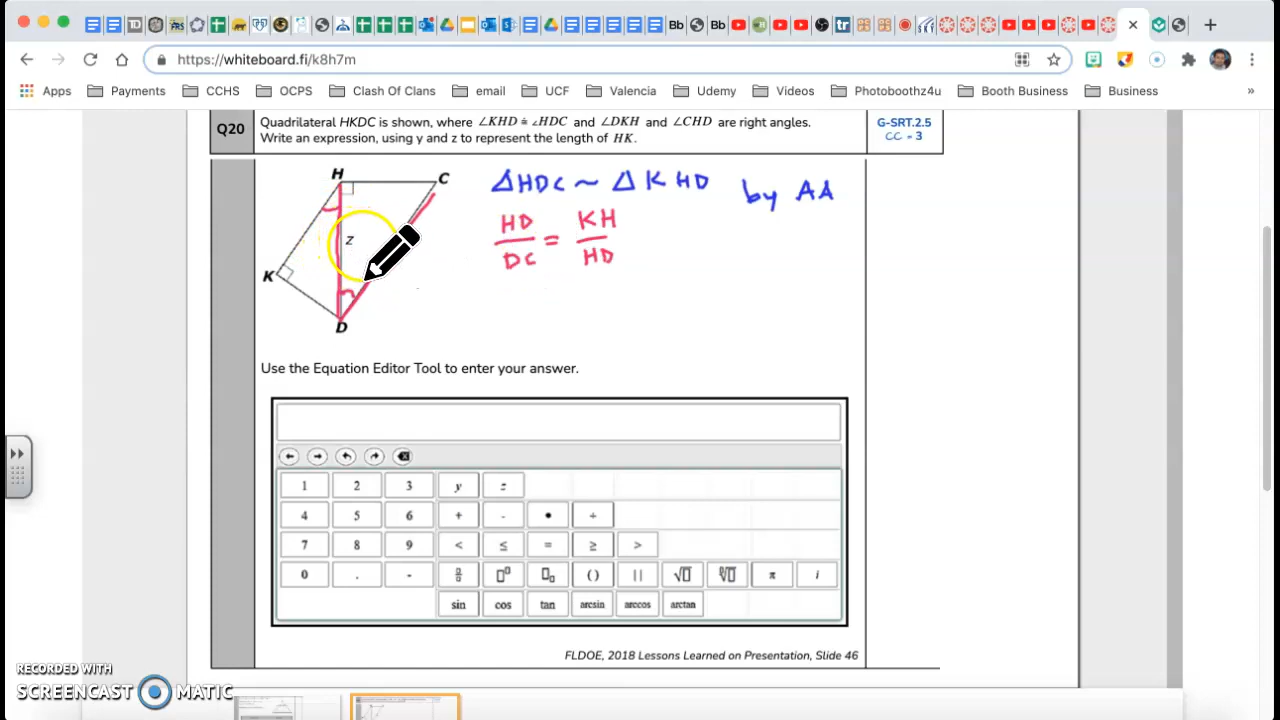 https://whiteboard.fi/k8h7m
Apps Payments CCHS OCPS Clash Of Clans email UCF Valencia Udemy Videos Photoboothz4u Booth Business Business »
Q20
Quadrilateral HKDC is shown, where ∠KHD ≅ ∠HDC and ∠DKH and ∠CHD are right angles.
Write an expression, using y and z to represent the length of HK.
G-SRT.2.5
CC = 3
H
C
z
K
D
△HDC ~ △KHD by AA
HD/DC = KH/HD
Use the Equation Editor Tool to enter your answer.
1 2 3 y z
4 5 6 + - • ÷
7 8 9 < ≤ = ≥ >
0 . - ( ) | | √ π i
sin cos tan arcsin arccos arctan
FLDOE, 2018 Lessons Learned on Presentation, Slide 46
RECORDED WITH
SCREENCAST MATIC